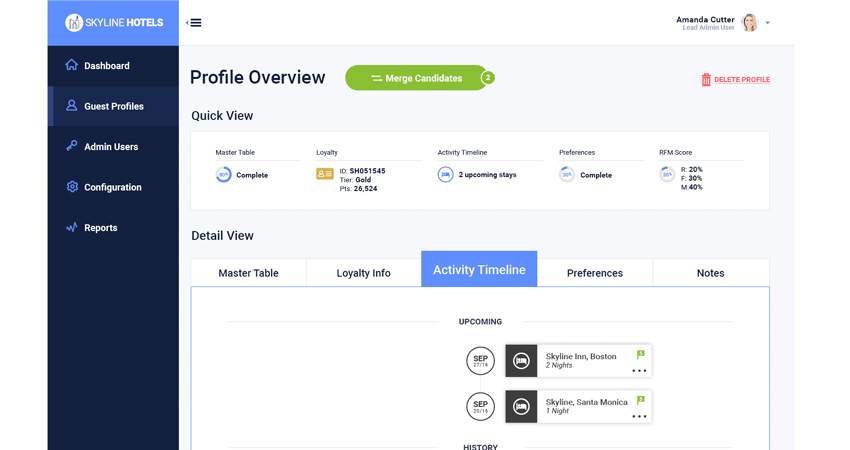 SKYLINE HOTELS
Amanda Cutter
Lead Admin User
Dashboard
Guest Profiles
Admin Users
Configuration
Reports
Profile Overview
Merge Candidates
2
DELETE PROFILE
Quick View
Master Table
80%
Complete
Loyalty
ID: SH051545
Tier: Gold
Pts: 26,524
Activity Timeline
2 upcoming stays
Preferences
30%
Complete
RFM Score
30%
R: 20%
F: 30%
M:40%
Detail View
Master Table
Loyalty Info
Activity Timeline
Preferences
Notes
UPCOMING
SEP
27/16
Skyline Inn, Boston
2 Nights
SEP
20/16
Skyline, Santa Monica
1 Night
HISTORY